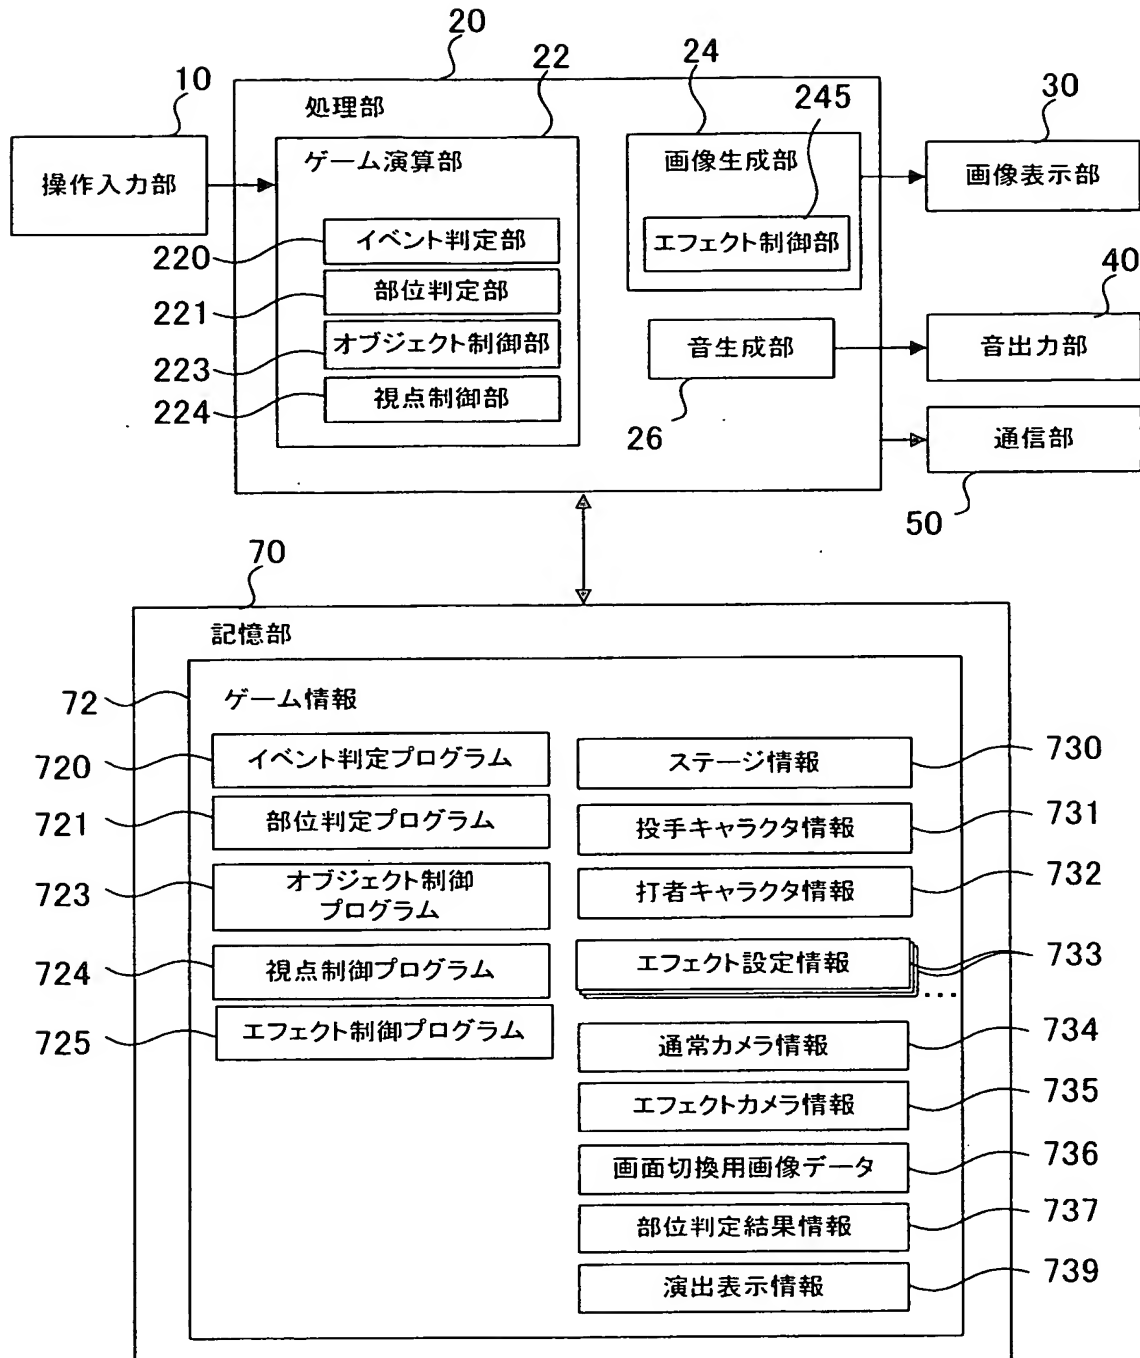 20
10
22
24
245
30
処理部
ゲーム演算部
画像生成部
操作入力部
画像表示部
イベント判定部
エフェクト制御部
220
部位判定部
40
221
オブジェクト制御部
音生成部
音出力部
223
視点制御部
224
26
通信部
50
70
記憶部
72
ゲーム情報
720
イベント判定プログラム
ステージ情報
730
721
部位判定プログラム
投手キャラクタ情報
731
723
オブジェクト制御
プログラム
打者キャラクタ情報
732
724
視点制御プログラム
エフェクト設定情報
733
…
725
エフェクト制御プログラム
通常カメラ情報
734
エフェクトカメラ情報
735
画面切換用画像データ
736
部位判定結果情報
737
演出表示情報
739